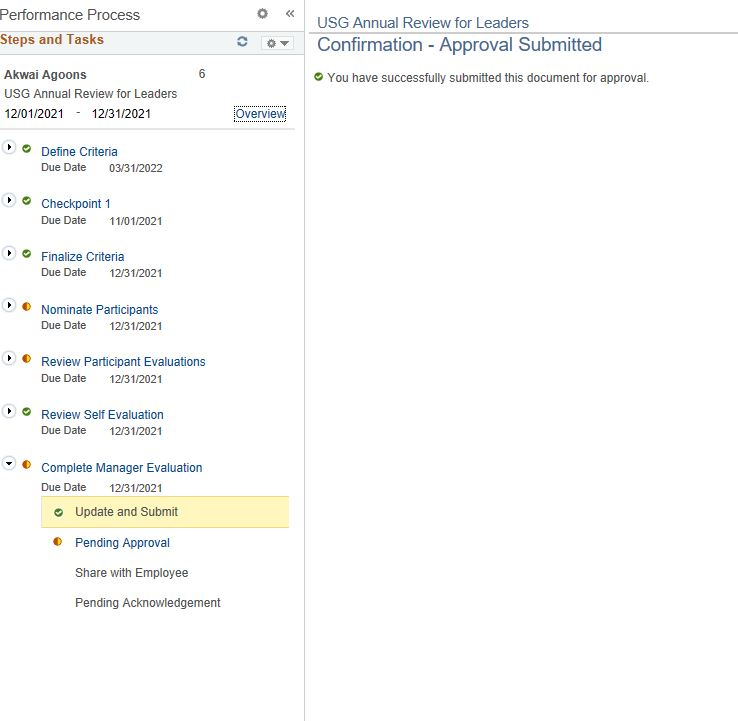 Performance Process
Steps and Tasks
Akwai Agoons 6
USG Annual Review for Leaders
12/01/2021 - 12/31/2021 Overview
Define Criteria
Due Date 03/31/2022
Checkpoint 1
Due Date 11/01/2021
Finalize Criteria
Due Date 12/31/2021
Nominate Participants
Due Date 12/31/2021
Review Participant Evaluations
Due Date 12/31/2021
Review Self Evaluation
Due Date 12/31/2021
Complete Manager Evaluation
Due Date 12/31/2021
Update and Submit
Pending Approval
Share with Employee
Pending Acknowledgement
USG Annual Review for Leaders
Confirmation - Approval Submitted
You have successfully submitted this document for approval.